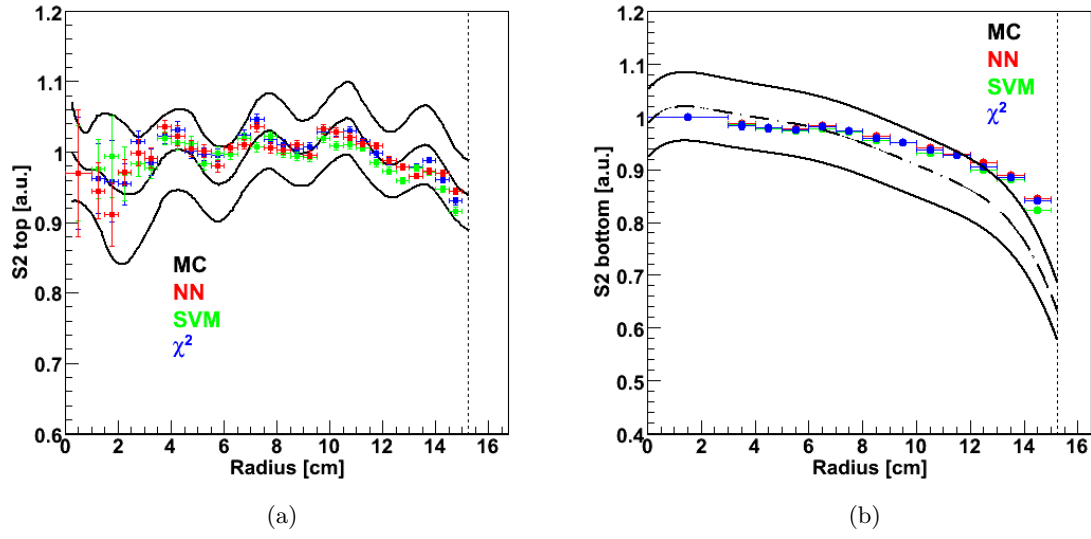 1.2
1.1
1
0.9
0.8
0.7
0.6
S2 top [a.u.]
MC
NN
SVM
χ²
0 2 4 6 8 10 12 14 16
Radius [cm]
(a)
1.2
1.1
1
0.9
0.8
0.7
0.6
0.5
0.4
S2 bottom [a.u.]
MC
NN
SVM
χ²
0 2 4 6 8 10 12 14 16
Radius [cm]
(b)